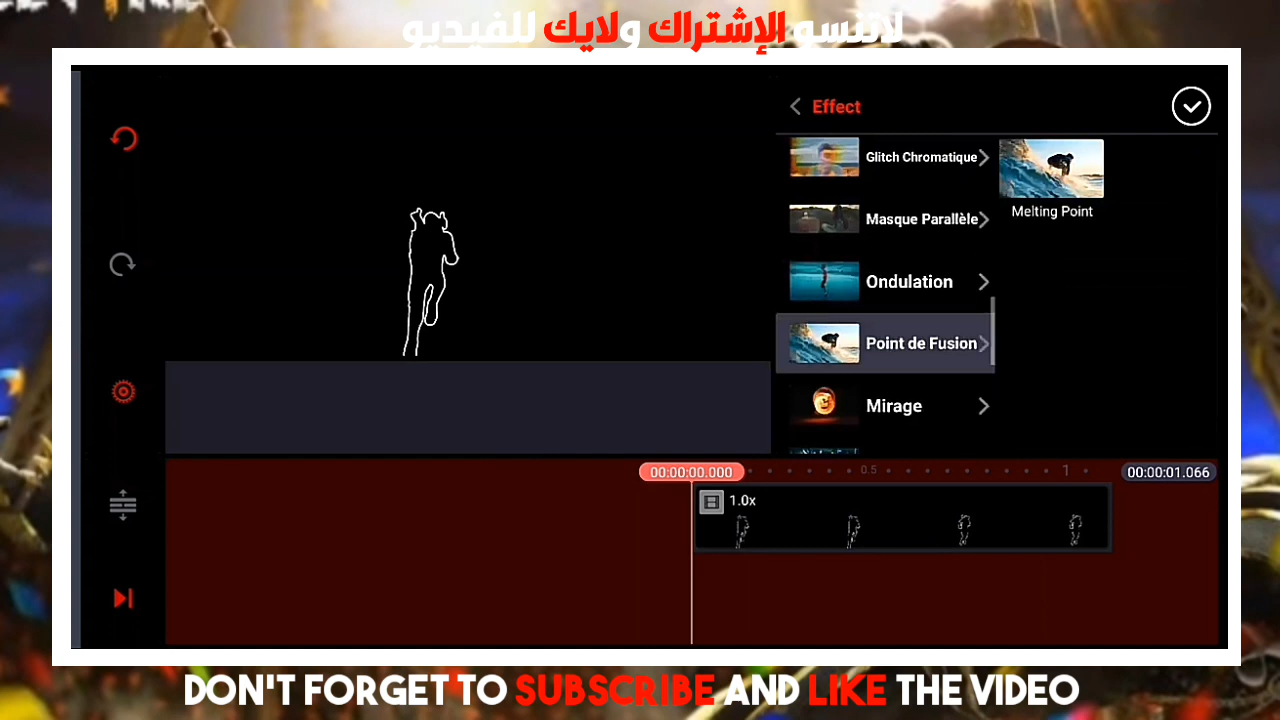 لاتنسو الإشتراك ولايك للفيديو
Effect
Glitch Chromatique
Masque Parallèle
Ondulation
Point de Fusion
Mirage
Melting Point
00:00:00.000
0.5
1
00:00:01.066
1.0x
DON'T FORGET TO SUBSCRIBE AND LIKE THE VIDEO